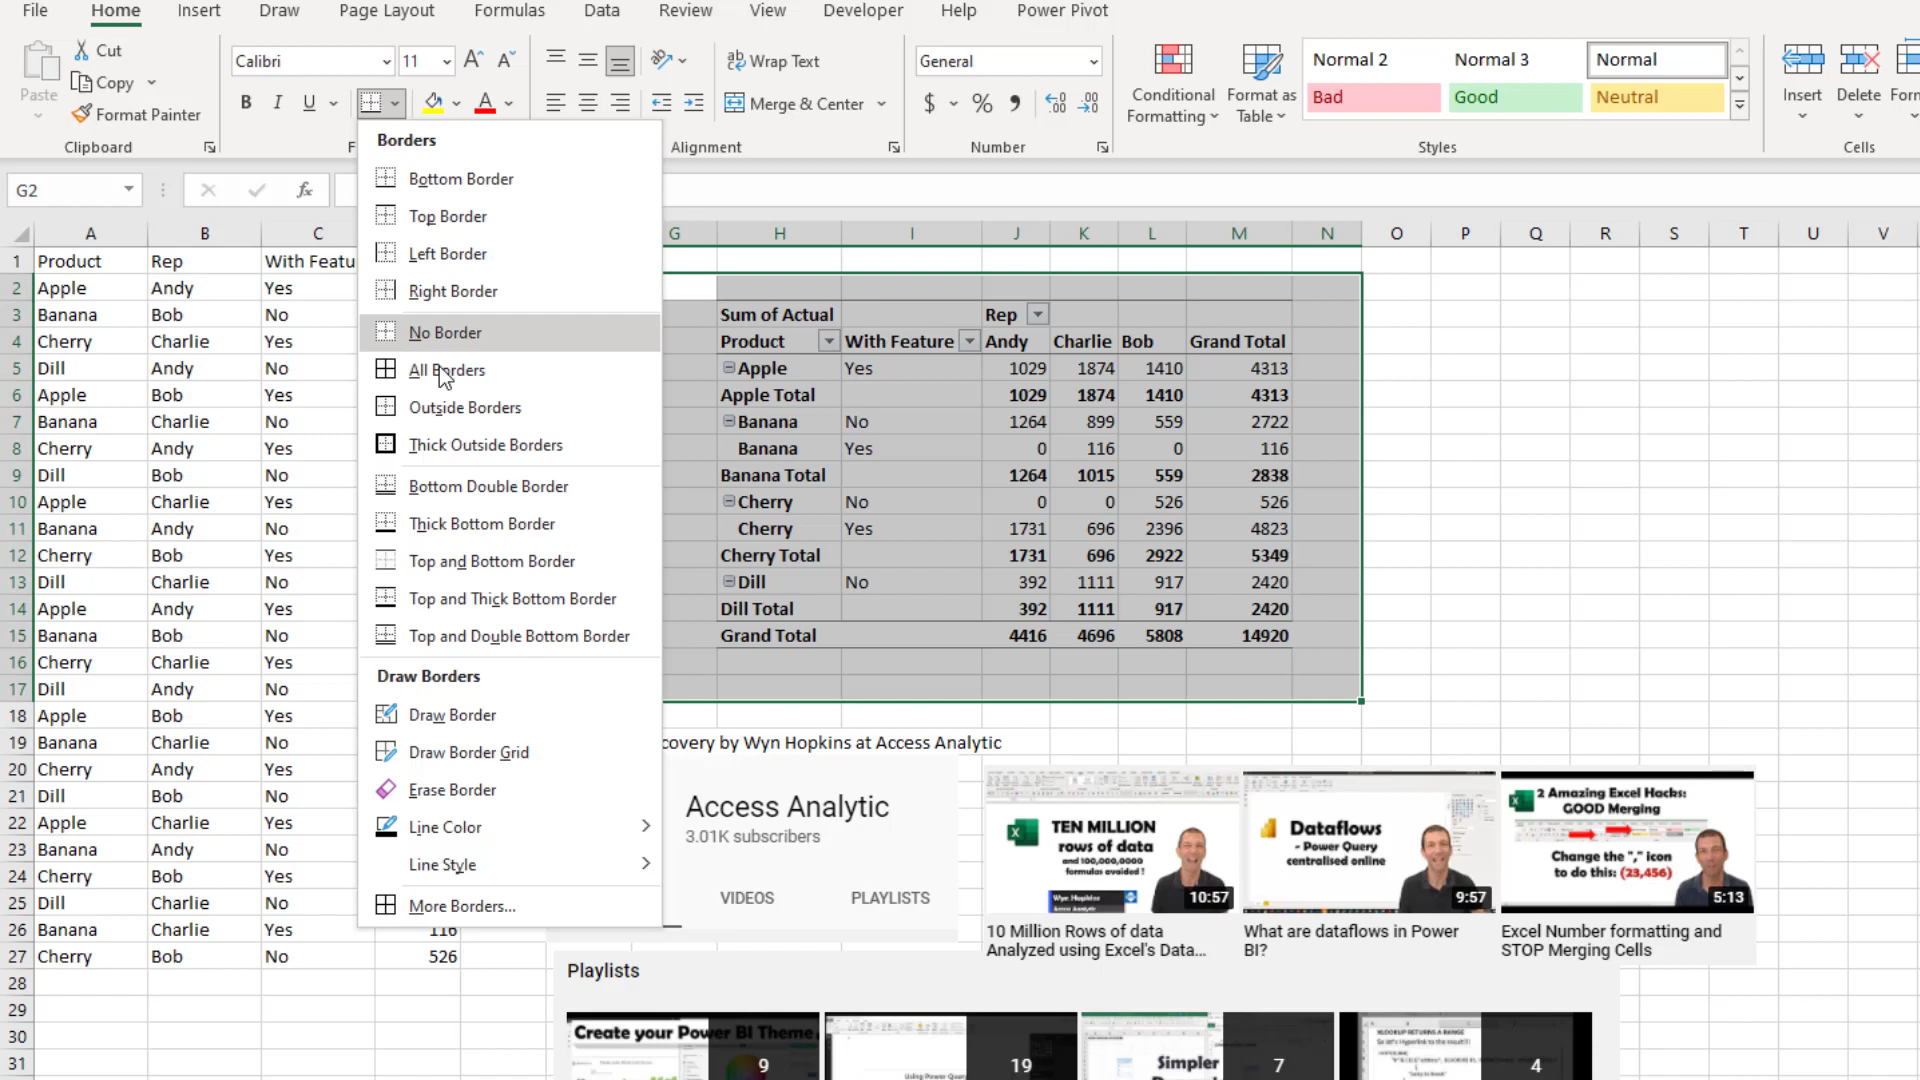 File Home Insert Draw Page Layout Formulas Data Review View Developer Help Power Pivot
Paste Cut Copy Format Painter Clipboard
Calibri 11 B I U
Wrap Text Merge & Center Alignment
General $ % Number
Conditional Formatting Format as Table
Normal 2 Normal 3 Normal
Bad Good Neutral
Styles
Insert Delete Cells
G2 fx
Borders
Bottom Border
Top Border
Left Border
Right Border
No Border
All Borders
Outside Borders
Thick Outside Borders
Bottom Double Border
Thick Bottom Border
Top and Bottom Border
Top and Thick Bottom Border
Top and Double Bottom Border
Draw Borders
Draw Border
Draw Border Grid
Erase Border
Line Color
Line Style
More Borders...
A B C G H I J K L M N O P Q R S T U V
1 Product Rep With Featu
2 Apple Andy Yes
3 Banana Bob No
4 Cherry Charlie Yes
5 Dill Andy No
6 Apple Bob Yes
7 Banana Charlie No
8 Cherry Andy Yes
9 Dill Bob No
10 Apple Charlie Yes
11 Banana Andy No
12 Cherry Bob Yes
13 Dill Charlie No
14 Apple Andy Yes
15 Banana Bob No
16 Cherry Charlie Yes
17 Dill Andy No
18 Apple Bob Yes
19 Banana Charlie No
20 Cherry Andy Yes
21 Dill Bob No
22 Apple Charlie Yes
23 Banana Andy No
24 Cherry Bob Yes
25 Dill Charlie No
26 Banana Charlie Yes 116
27 Cherry Bob No 526
28
29
30
31
Sum of Actual Rep
Product With Feature Andy Charlie Bob Grand Total
Apple Yes 1029 1874 1410 4313
Apple Total 1029 1874 1410 4313
Banana No 1264 899 559 2722
Banana Yes 0 116 0 116
Banana Total 1264 1015 559 2838
Cherry No 0 0 526 526
Cherry Yes 1731 696 2396 4823
Cherry Total 1731 696 2922 5349
Dill No 392 1111 917 2420
Dill Total 392 1111 917 2420
Grand Total 4416 4696 5808 14920
covery by Wyn Hopkins at Access Analytic
Access Analytic
3.01K subscribers
VIDEOS PLAYLISTS
TEN MILLION
rows of data
and 100,000,0000
formulas avoided !
Wyn Hopkins
10:57
10 Million Rows of data
Analyzed using Excel's Data...
Dataflows
- Power Query
centralised online
9:57
What are dataflows in Power
BI?
2 Amazing Excel Hacks:
GOOD Merging
Change the "," icon
to do this: (23,456)
5:13
Excel Number formatting and
STOP Merging Cells
Playlists
Create your Power BI Theme
9
Using Power Query
19
Simpler
7
XLOOKUP RETURNS A RANGE
4